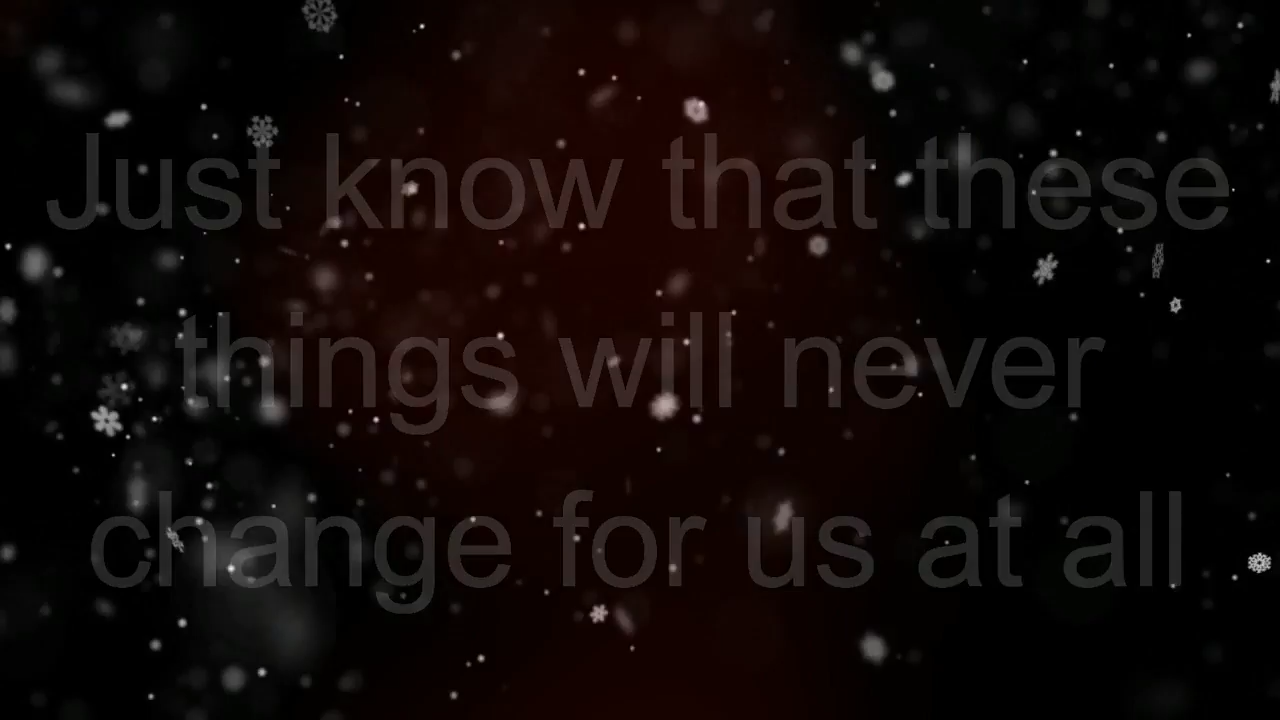 Just know that these
things will never
change for us at all